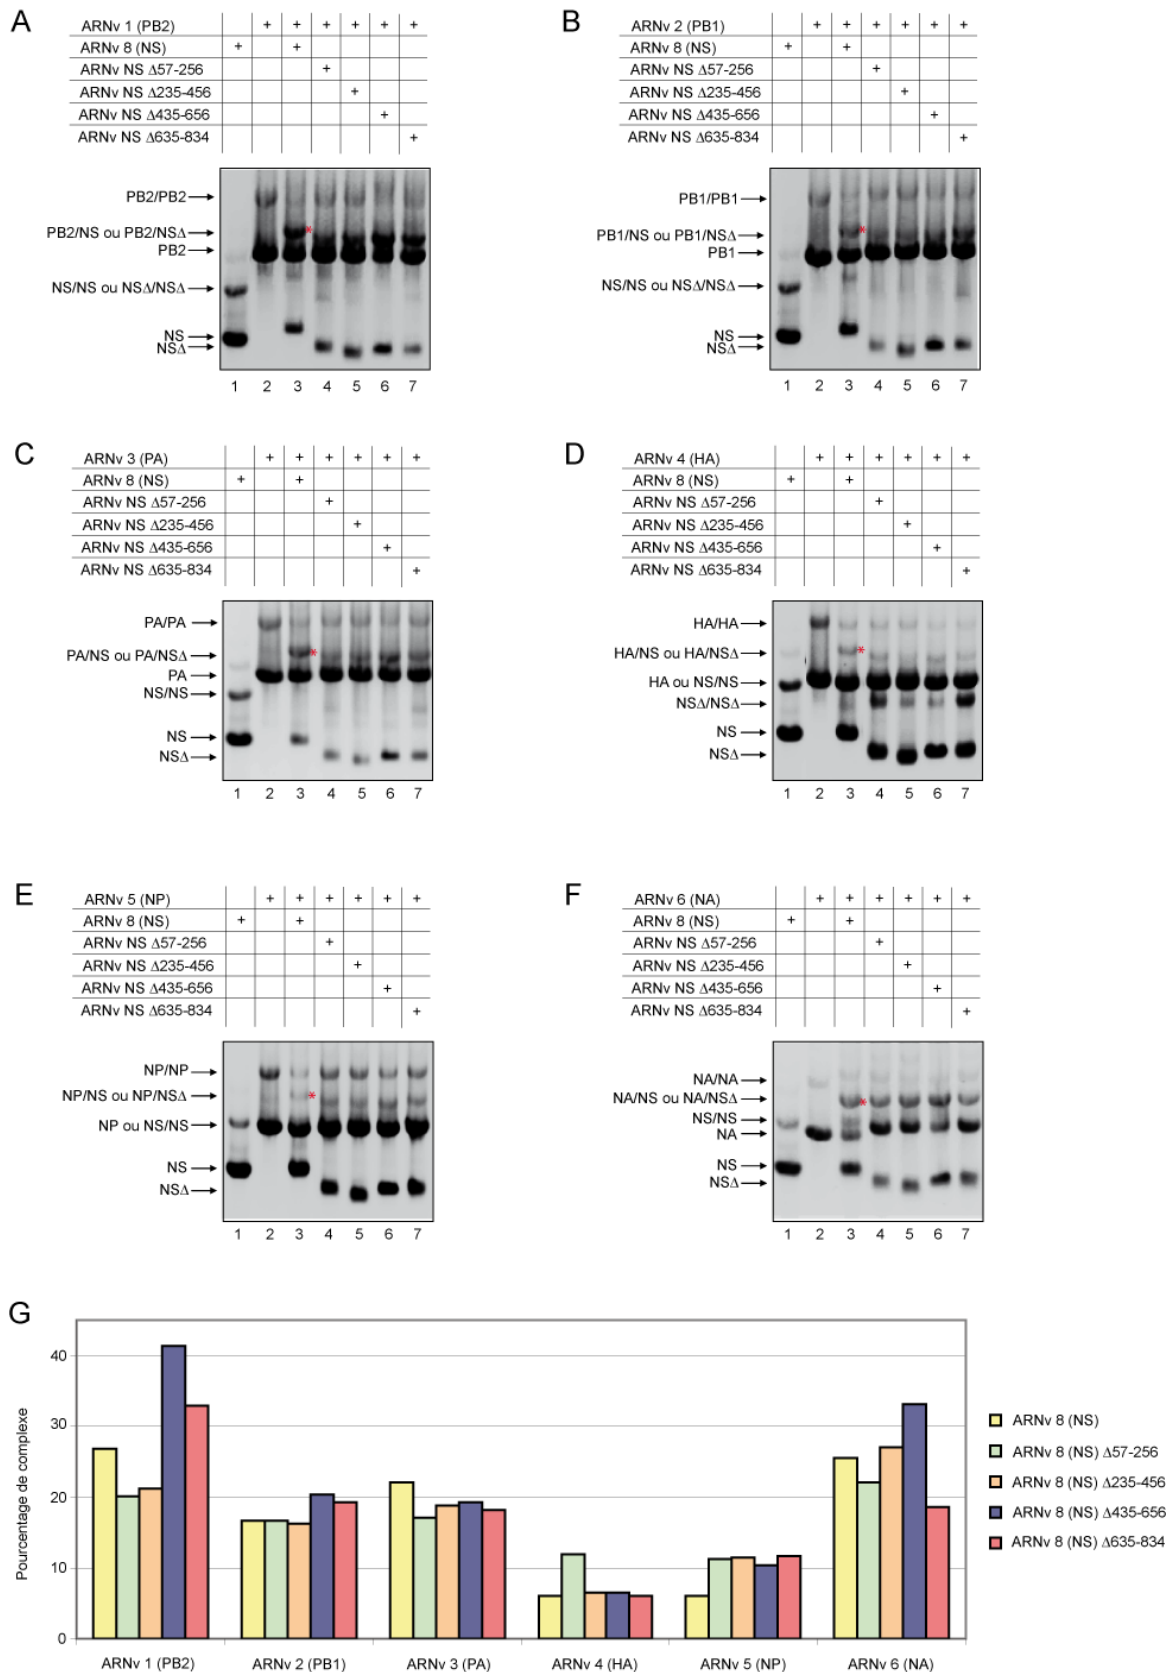 A
ARNv 1 (PB2) + + + + + +
ARNv 8 (NS) + +
ARNv NS Δ57-256 +
ARNv NS Δ235-456 +
ARNv NS Δ435-656 +
ARNv NS Δ635-834 +
PB2/PB2
PB2/NS ou PB2/NSΔ *
PB2
NS/NS ou NSΔ/NSΔ
NS
NSΔ
1 2 3 4 5 6 7
B
ARNv 2 (PB1) + + + + + +
ARNv 8 (NS) + +
ARNv NS Δ57-256 +
ARNv NS Δ235-456 +
ARNv NS Δ435-656 +
ARNv NS Δ635-834 +
PB1/PB1
PB1/NS ou PB1/NSΔ *
PB1
NS/NS ou NSΔ/NSΔ
NS
NSΔ
1 2 3 4 5 6 7
C
ARNv 3 (PA) + + + + + +
ARNv 8 (NS) + +
ARNv NS Δ57-256 +
ARNv NS Δ235-456 +
ARNv NS Δ435-656 +
ARNv NS Δ635-834 +
PA/PA
PA/NS ou PA/NSΔ *
PA
NS/NS
NS
NSΔ
1 2 3 4 5 6 7
D
ARNv 4 (HA) + + + + + +
ARNv 8 (NS) + +
ARNv NS Δ57-256 +
ARNv NS Δ235-456 +
ARNv NS Δ435-656 +
ARNv NS Δ635-834 +
HA/HA
HA/NS ou HA/NSΔ *
HA ou NS/NS
NSΔ/NSΔ
NS
NSΔ
1 2 3 4 5 6 7
E
ARNv 5 (NP) + + + + + +
ARNv 8 (NS) + +
ARNv NS Δ57-256 +
ARNv NS Δ235-456 +
ARNv NS Δ435-656 +
ARNv NS Δ635-834 +
NP/NP
NP/NS ou NP/NSΔ *
NP ou NS/NS
NS
NSΔ
1 2 3 4 5 6 7
F
ARNv 6 (NA) + + + + + +
ARNv 8 (NS) + +
ARNv NS Δ57-256 +
ARNv NS Δ235-456 +
ARNv NS Δ435-656 +
ARNv NS Δ635-834 +
NA/NA
NA/NS ou NA/NSΔ *
NS/NS
NA
NS
NSΔ
1 2 3 4 5 6 7
G
Pourcentage de complexe
40
30
20
10
0
ARNv 1 (PB2) ARNv 2 (PB1) ARNv 3 (PA) ARNv 4 (HA) ARNv 5 (NP) ARNv 6 (NA)
ARNv 8 (NS)
ARNv 8 (NS) Δ57-256
ARNv 8 (NS) Δ235-456
ARNv 8 (NS) Δ435-656
ARNv 8 (NS) Δ635-834